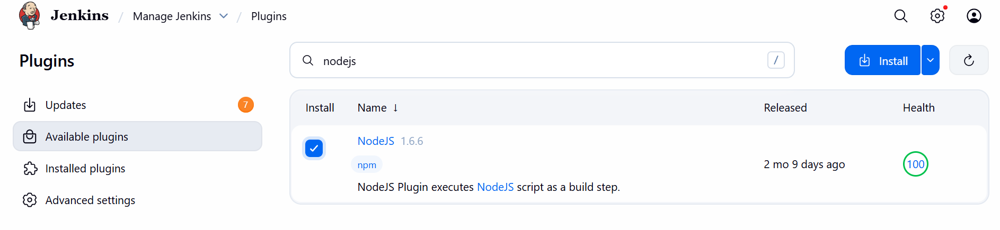 Jenkins / Manage Jenkins / Plugins
Plugins
nodejs /
Install
Updates 7
Available plugins
Installed plugins
Advanced settings
Install Name ↓ Released Health
NodeJS 1.6.6
npm
2 mo 9 days ago 100
NodeJS Plugin executes NodeJS script as a build step.